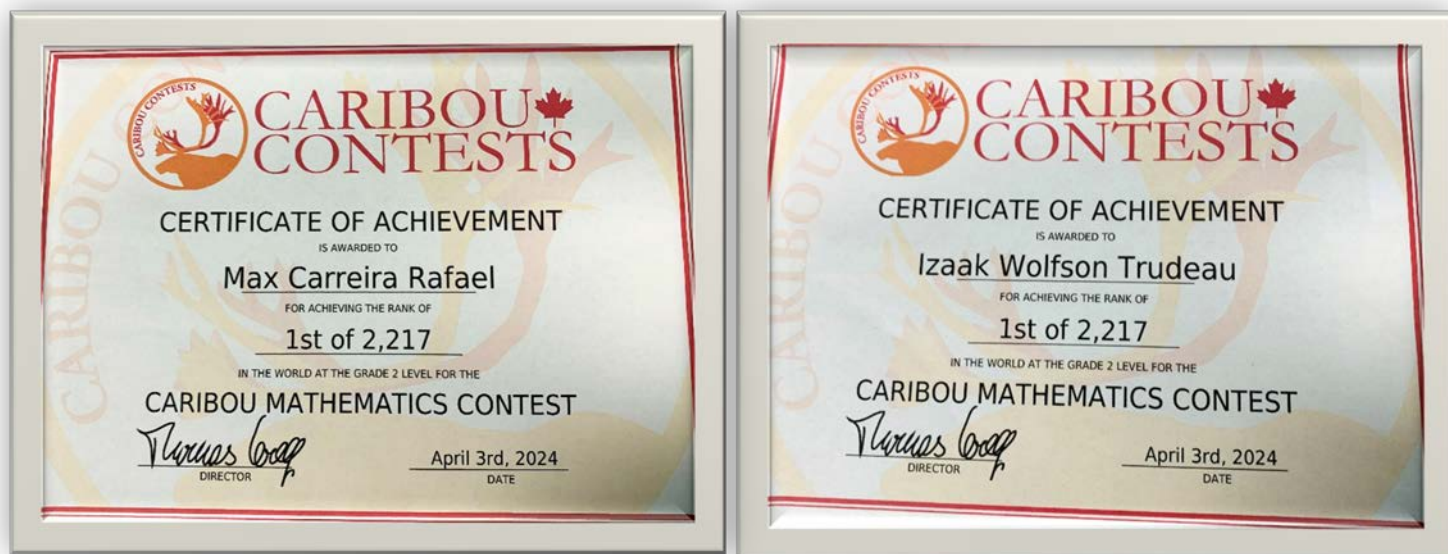 CARIBOU CONTESTS
CARIBOU
CONTESTS
CERTIFICATE OF ACHIEVEMENT
IS AWARDED TO
Max Carreira Rafael
FOR ACHIEVING THE RANK OF
1st of 2,217
IN THE WORLD AT THE GRADE 2 LEVEL FOR THE
CARIBOU MATHEMATICS CONTEST
DIRECTOR
April 3rd, 2024
DATE
CARIBOU CONTESTS
CARIBOU
CONTESTS
CERTIFICATE OF ACHIEVEMENT
IS AWARDED TO
Izaak Wolfson Trudeau
FOR ACHIEVING THE RANK OF
1st of 2,217
IN THE WORLD AT THE GRADE 2 LEVEL FOR THE
CARIBOU MATHEMATICS CONTEST
DIRECTOR
April 3rd, 2024
DATE